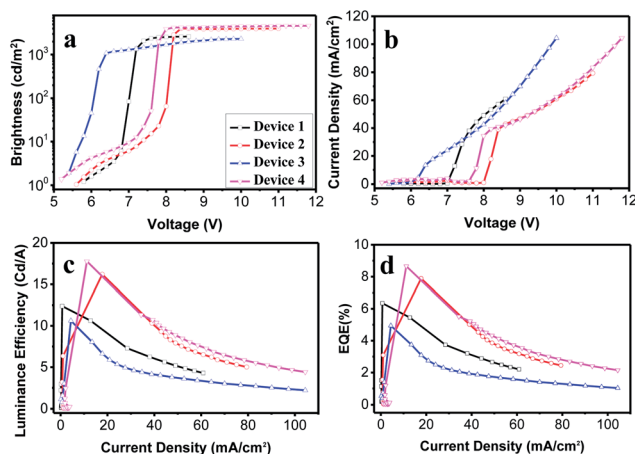 a
Brightness (cd/m²)
10³
10²
10¹
10⁰
5 6 7 8 9 10 11 12
Voltage (V)
Device 1
Device 2
Device 3
Device 4
b
Current Density (mA/cm²)
120
100
80
60
40
20
0
5 6 7 8 9 10 11 12
Voltage (V)
c
Luminance Efficiency (Cd/A)
20
15
10
5
0
0 20 40 60 80 100
Current Density (mA/cm²)
d
EQE(%)
10
8
6
4
2
0
0 20 40 60 80 100
Current Density (mA/cm²)